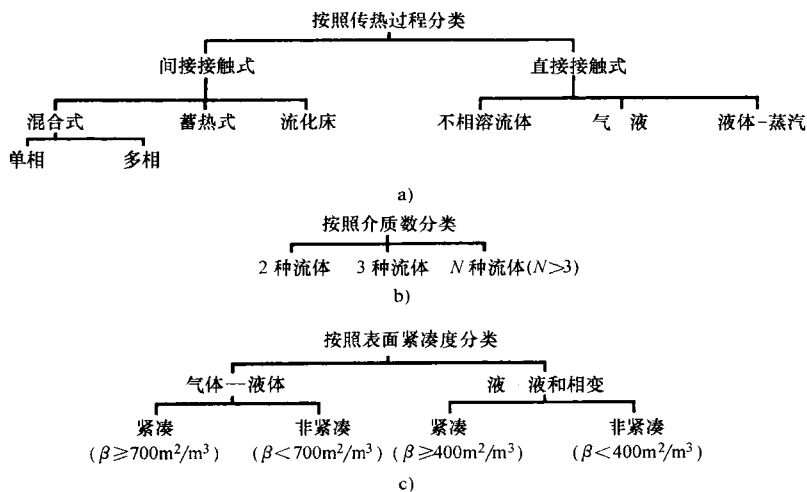 按照传热过程分类
间接接触式 直接接触式
混合式 蓄热式 流化床 不相溶流体 气 液 液体-蒸汽
单相 多相
a)
按照介质数分类
2 种流体 3 种流体 N 种流体(N>3)
b)
按照表面紧凑度分类
气体—液体 液 液和相变
紧凑 非紧凑 紧凑 非紧凑
(β≥700m²/m³) (β<700m²/m³) (β≥400m²/m³) (β<400m²/m³)
c)